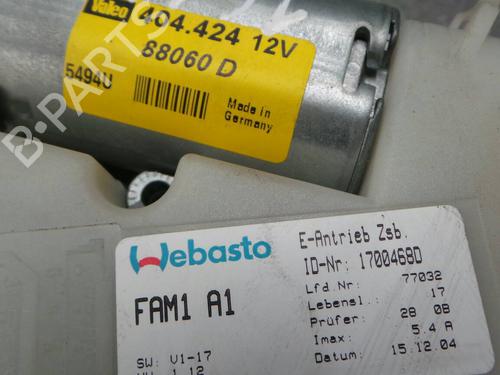 Valeo
404.424 12V
88060 D
5494U
Made in
Germany
B-PARTS
Webasto
FAM1 A1
SW: V1-17
E-Antrieb Zsb.
ID-Nr: 1700468D
Lfd.Nr: 77032
Lebensl.: 17
Prüfer: 28 08
Imax: 5.4 A
Datum: 15.12.04